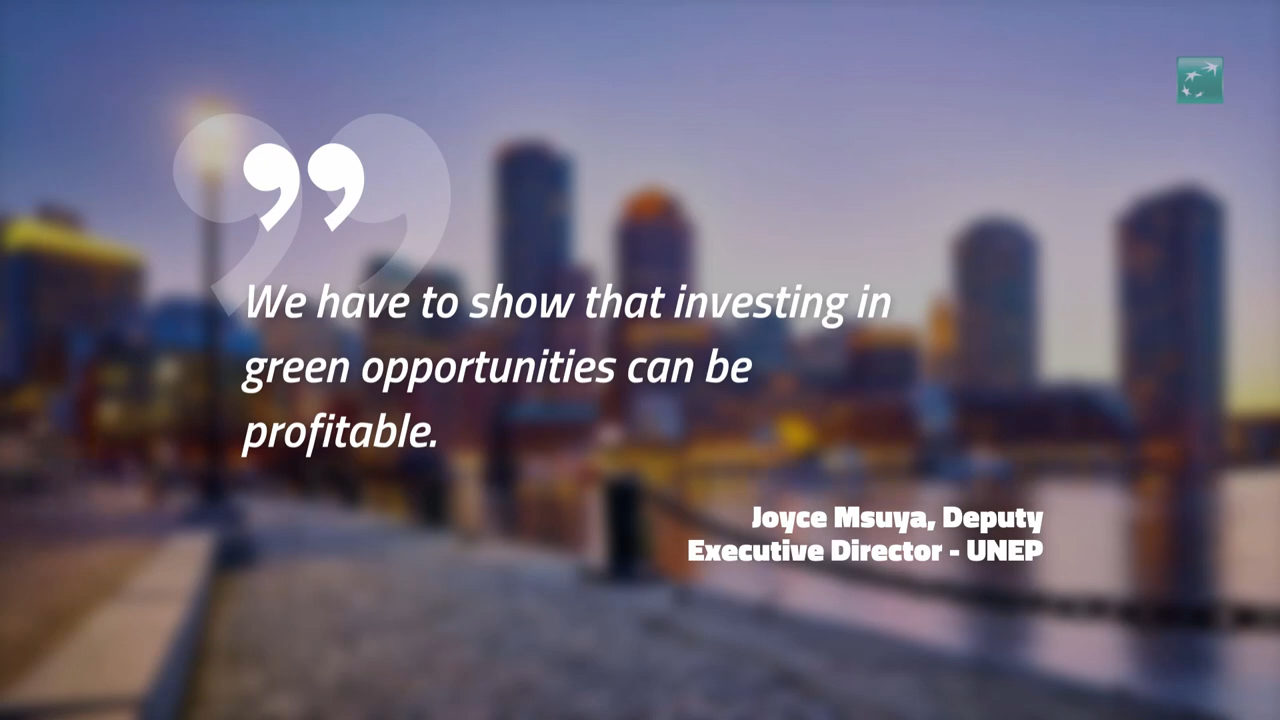 ”
We have to show that investing in
green opportunities can be
profitable.
Joyce Msuya, Deputy
Executive Director - UNEP